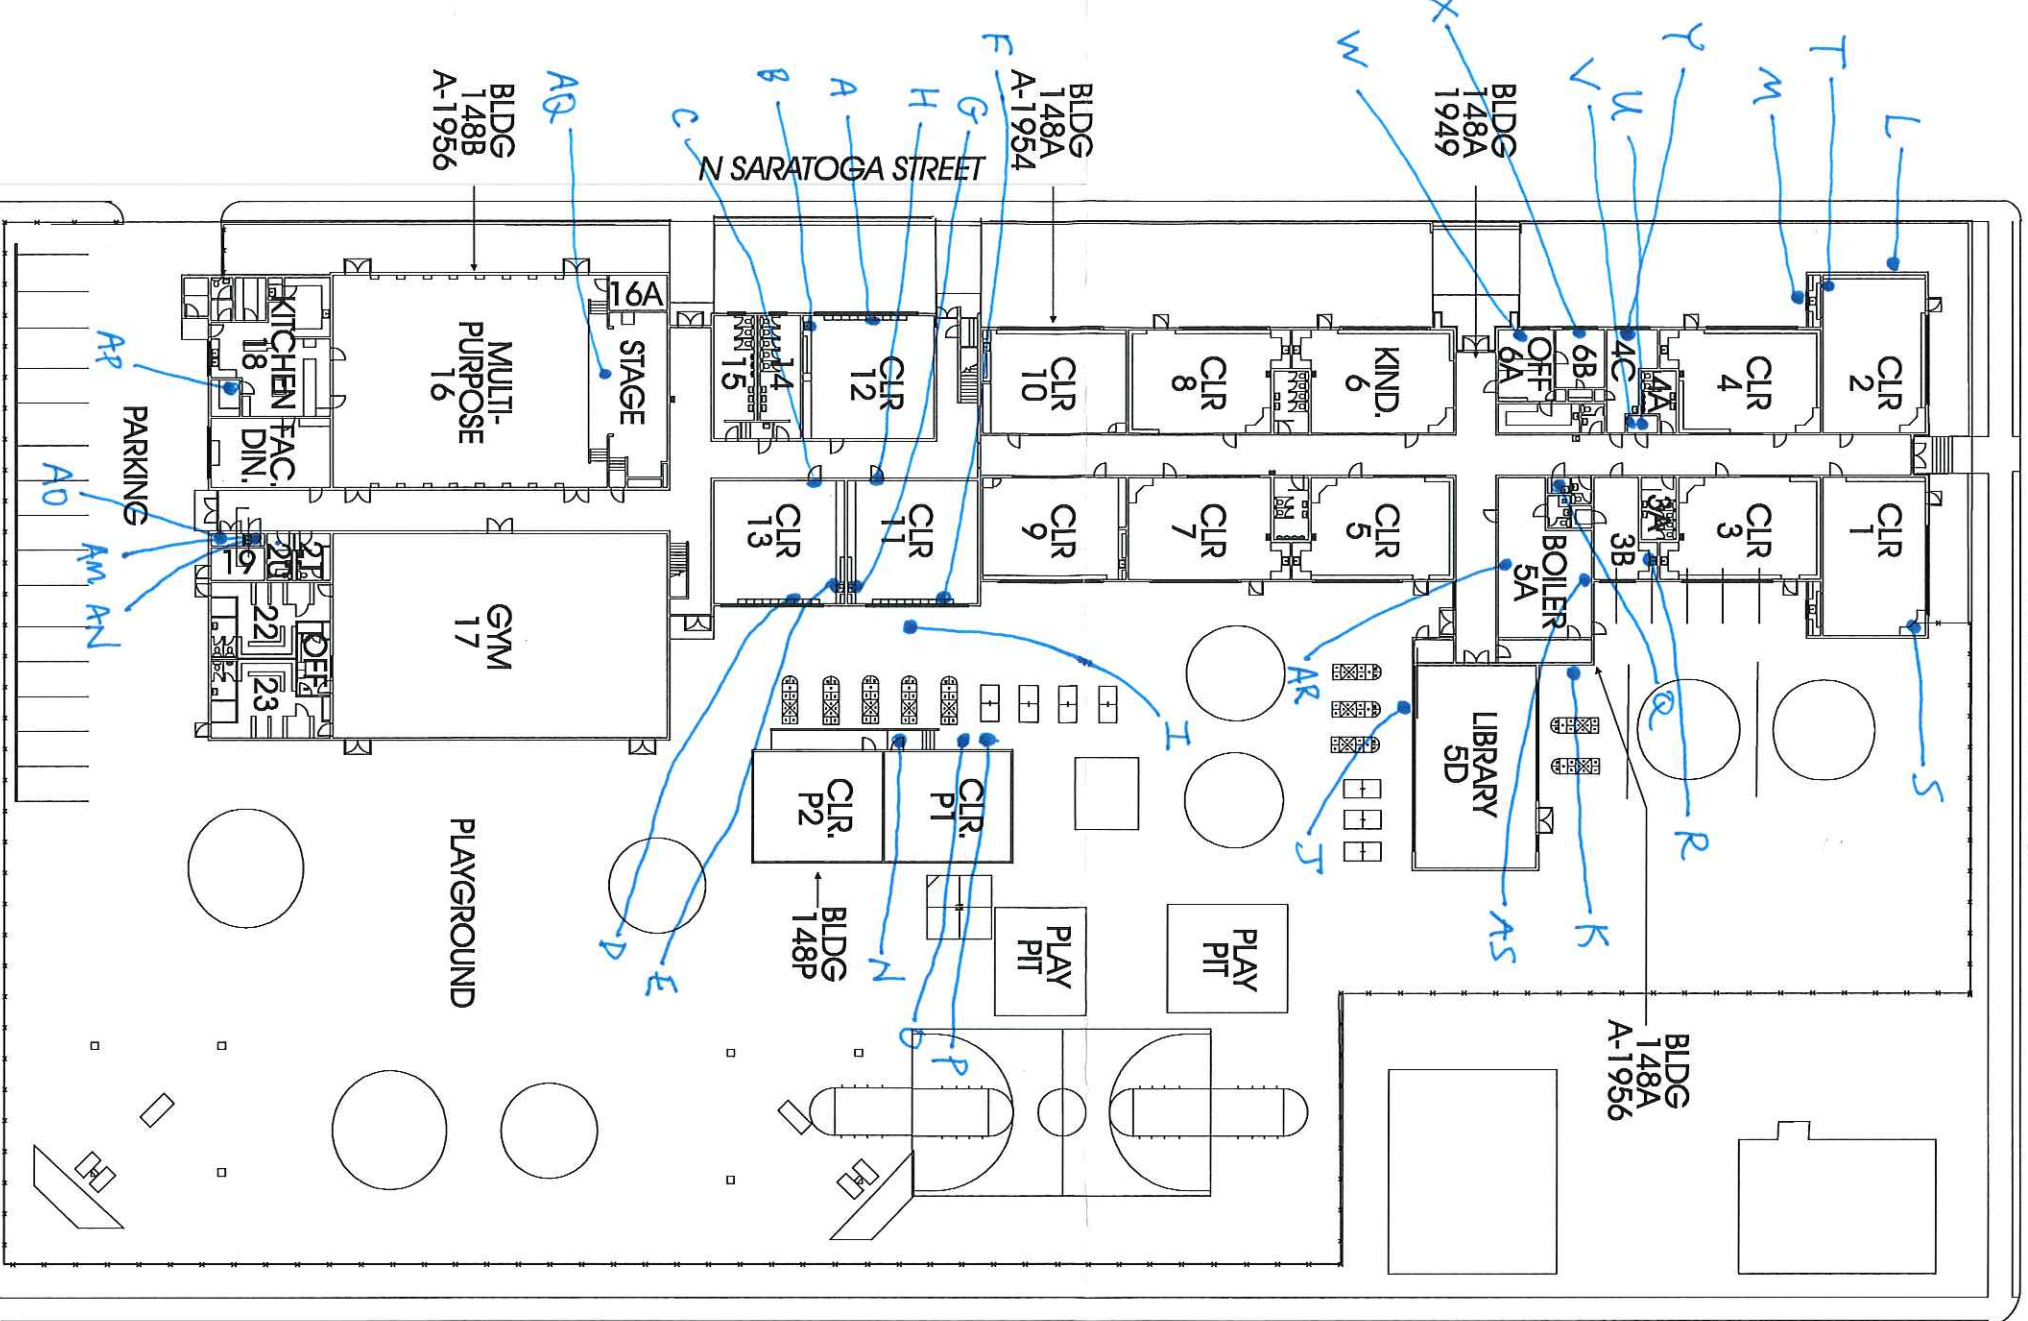 X
F
W
Y
T
V
U
M
L
BLDG
148B
A-1956
AQ
C
B
A
H
G
BLDG
148A
A-1954
BLDG
148A
1949
N SARATOGA STREET
KITCHEN
18
MULTI-
PURPOSE
16
16A
STAGE
15
14
CLR
12
CLR
10
CLR
8
KIND.
6
OFF
6A
6B
4C
4A
CLR
4
CLR
2
AP
PARKING
FAC.
DIN.
AO
AM
AN
19
20
21
22
OFF
23
GYM
17
CLR
13
CLR
11
CLR
9
CLR
7
CLR
5
BOILER
5A
3B
3A
CLR
3
CLR
1
I
AR
Q
S
LIBRARY
5D
R
J
AS
K
CLR.
P2
CLR.
P1
PLAYGROUND
BLDG
148P
D
E
N
O
P
PLAY
PIT
PLAY
PIT
BLDG
148A
A-1956